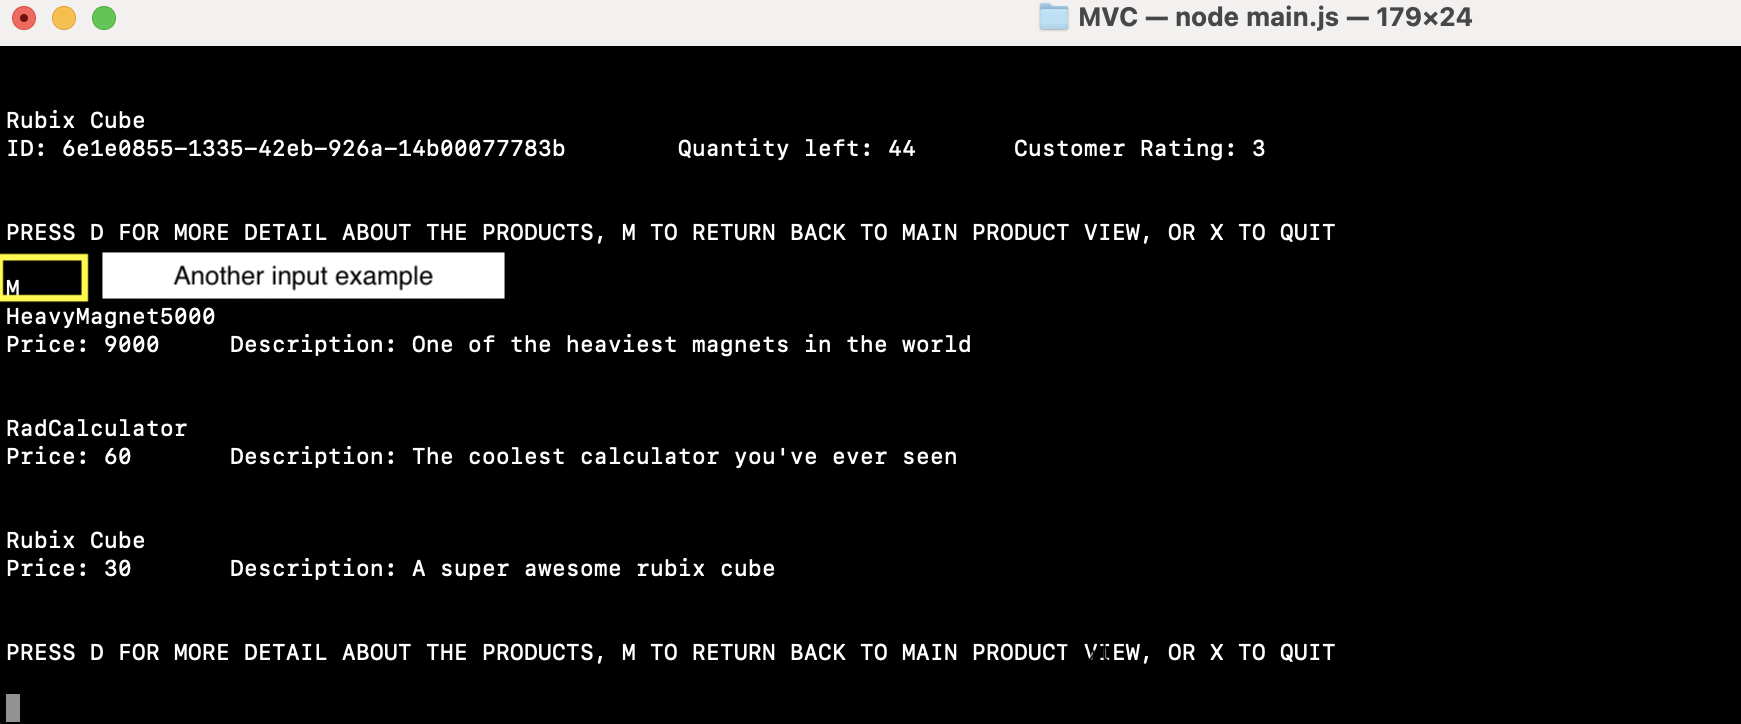 MVC — node main.js — 179×24
Rubix Cube
ID: 6e1e0855-1335-42eb-926a-14b00077783b        Quantity left: 44       Customer Rating: 3
PRESS D FOR MORE DETAIL ABOUT THE PRODUCTS, M TO RETURN BACK TO MAIN PRODUCT VIEW, OR X TO QUIT
M Another input example
HeavyMagnet5000
Price: 9000     Description: One of the heaviest magnets in the world
RadCalculator
Price: 60       Description: The coolest calculator you've ever seen
Rubix Cube
Price: 30       Description: A super awesome rubix cube
PRESS D FOR MORE DETAIL ABOUT THE PRODUCTS, M TO RETURN BACK TO MAIN PRODUCT VIEW, OR X TO QUIT